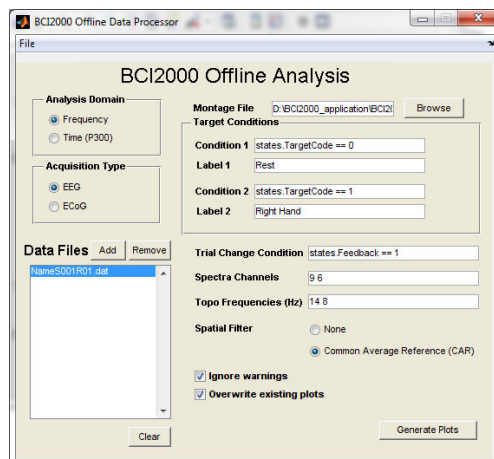 BCI2000 Offline Data Processor
File
BCI2000 Offline Analysis
Analysis Domain
Frequency
Time (P300)
Acquisition Type
EEG
ECoG
Data Files Add Remove
NameS001R01.dat
Clear
Montage File D:\BCI2000_application\BCI2( Browse
Target Conditions
Condition 1 states.TargetCode == 0
Label 1 Rest
Condition 2 states.TargetCode == 1
Label 2 Right Hand
Trial Change Condition states.Feedback == 1
Spectra Channels 9 6
Topo Frequencies (Hz) 14 8
Spatial Filter None
Common Average Reference (CAR)
Ignore warnings
Overwrite existing plots
Generate Plots